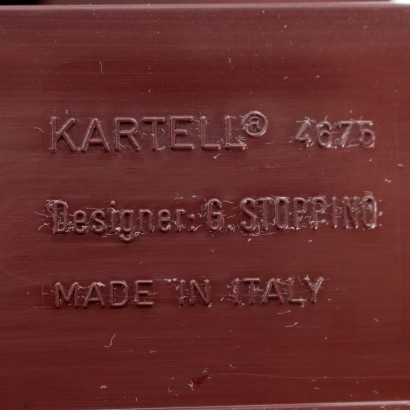 KARTELL® 4675
Designer: G. STOPPINO
MADE IN ITALY